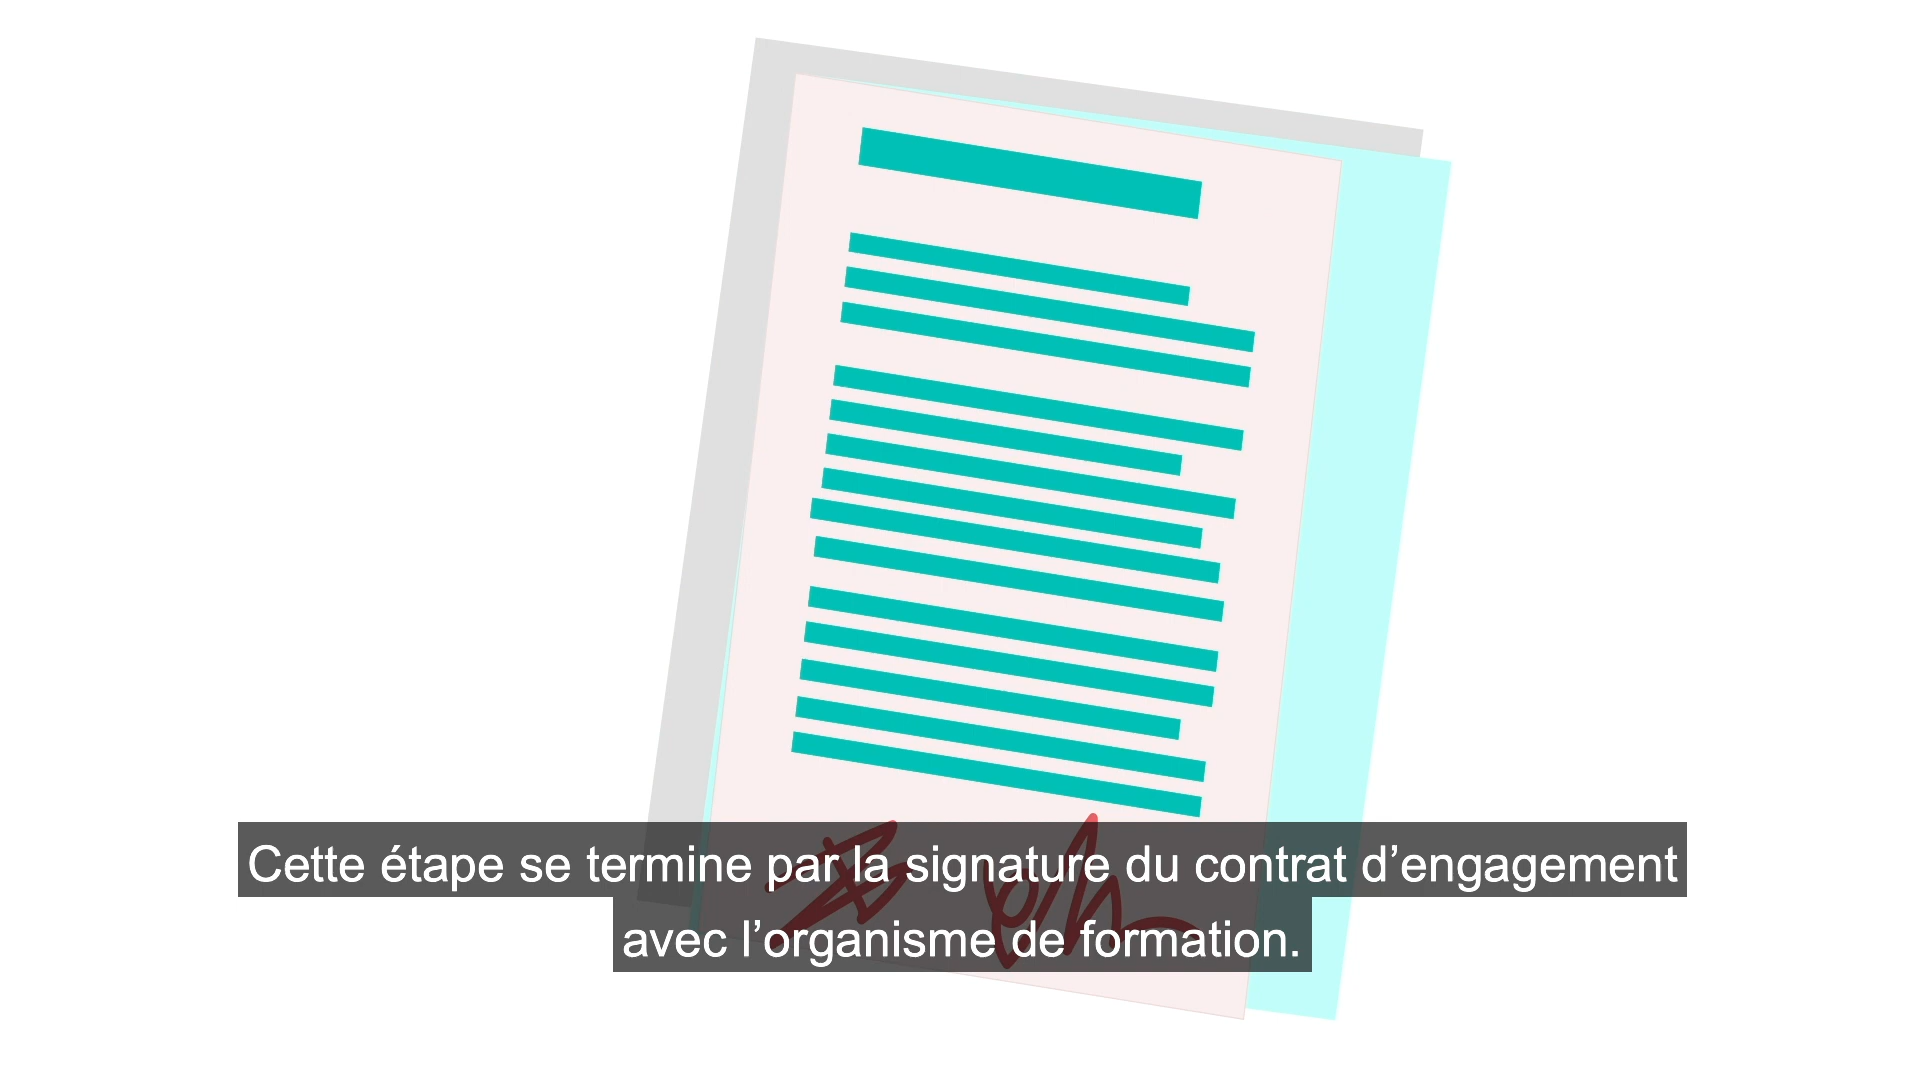 Cette étape se termine par la signature du contrat d’engagement
avec l’organisme de formation.